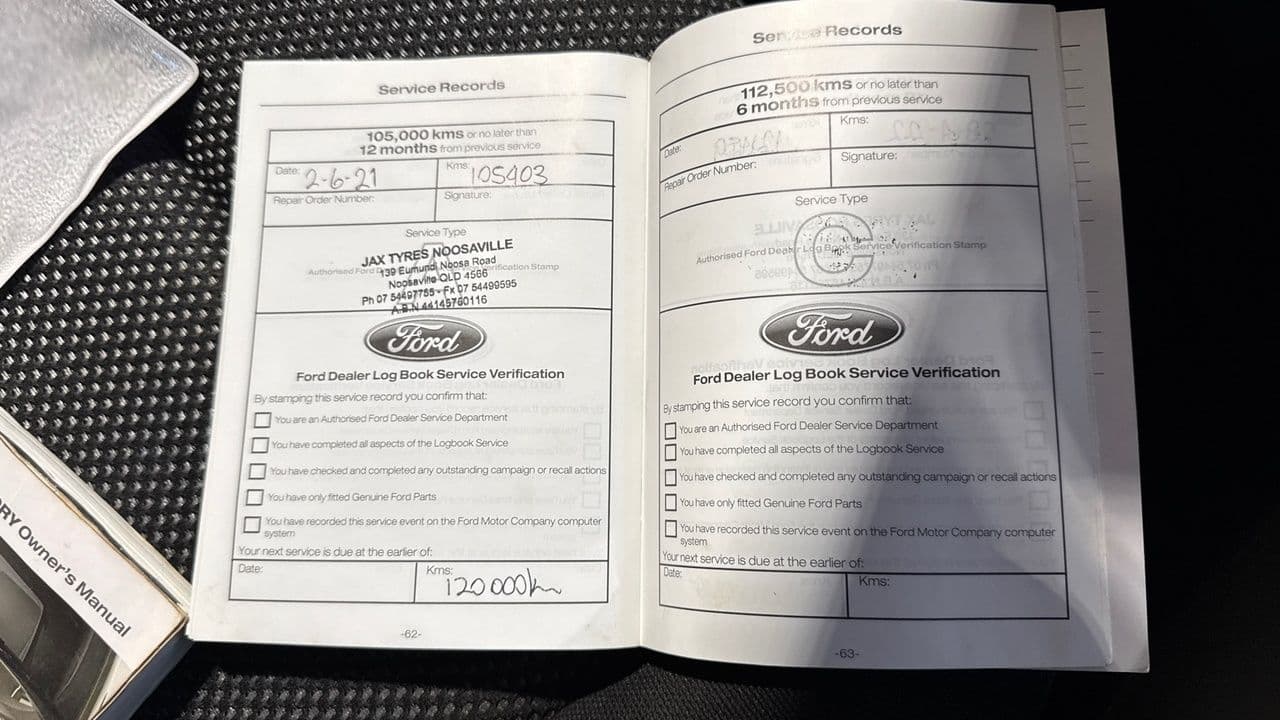 Service Records
105,000 kms or no later than
12 months from previous service
Date: 2-6-21
Kms: 105403
Repair Order Number:
Signature:
Service Type
JAX TYRES NOOSAVILLE
139 Eumundi Noosa Road
Authorised Ford Verification Stamp
Noosaville QLD 4566
Ph 07 54497755 - Fx 07 54499595
A.B.N 44145760116
Ford
Ford Dealer Log Book Service Verification
By stamping this service record you confirm that:
You are an Authorised Ford Dealer Service Department
You have completed all aspects of the Logbook Service
You have checked and completed any outstanding campaign or recall actions
You have only fitted Genuine Ford Parts
You have recorded this service event on the Ford Motor Company computer
system
Your next service is due at the earlier of:
Date:
Kms: 120 000km
-62-
Service Records
112,500 kms or no later than
6 months from previous service
Date:
Kms:
Repair Order Number:
Signature:
Service Type
C
Authorised Ford Dealer Log Book Service Verification Stamp
Ford
Ford Dealer Log Book Service Verification
By stamping this service record you confirm that:
You are an Authorised Ford Dealer Service Department
You have completed all aspects of the Logbook Service
You have checked and completed any outstanding campaign or recall actions
You have only fitted Genuine Ford Parts
You have recorded this service event on the Ford Motor Company computer
system
Your next service is due at the earlier of:
Date:
Kms:
-63-
RY Owner's Manual